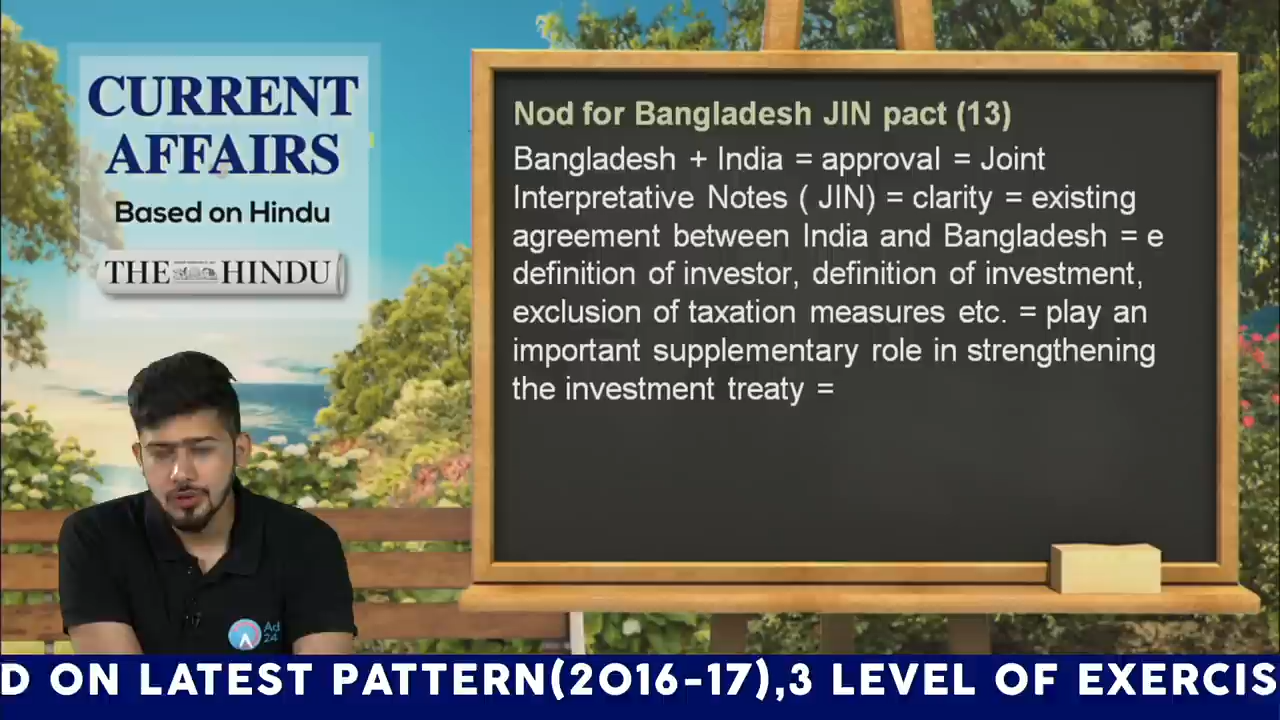 CURRENT
AFFAIRS
Based on Hindu
THE HINDU
Nod for Bangladesh JIN pact (13)
Bangladesh + India = approval = Joint
Interpretative Notes ( JIN) = clarity = existing
agreement between India and Bangladesh = e
definition of investor, definition of investment,
exclusion of taxation measures etc. = play an
important supplementary role in strengthening
the investment treaty =
Ad
24
D ON LATEST PATTERN(2016-17),3 LEVEL OF EXERCIS